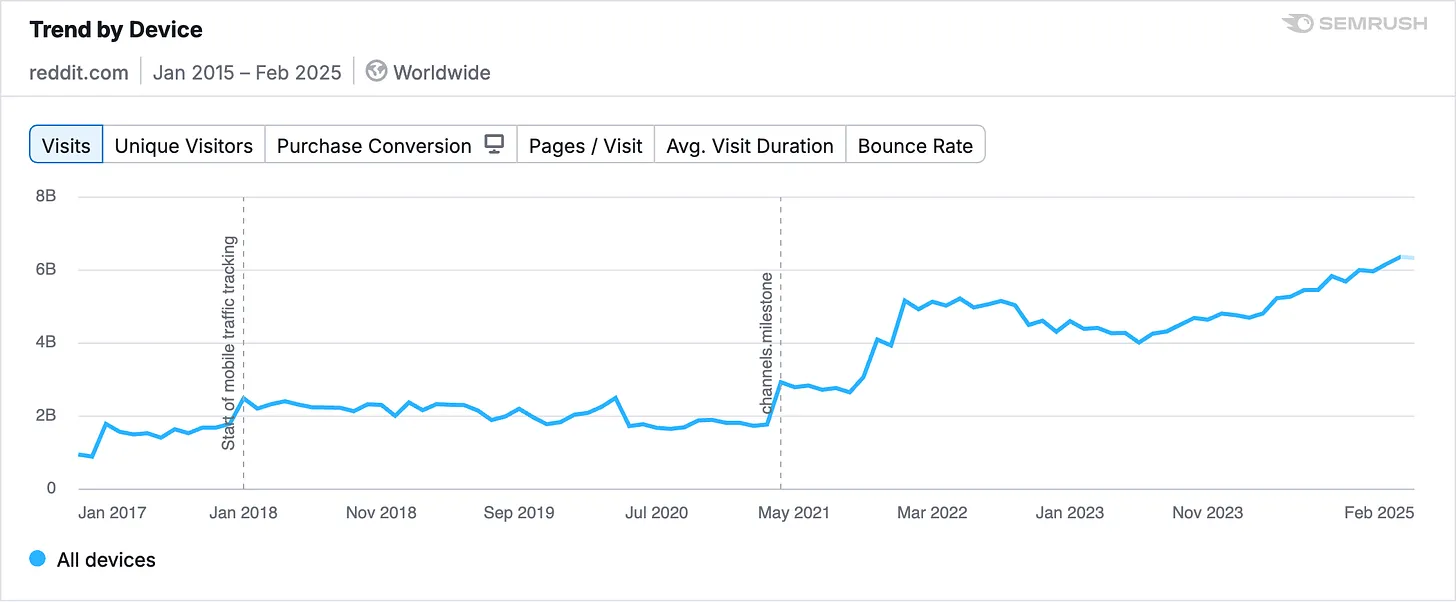 Trend by Device
SEMRUSH
reddit.com Jan 2015 – Feb 2025 Worldwide
Visits Unique Visitors Purchase Conversion Pages / Visit Avg. Visit Duration Bounce Rate
8B
6B
4B
2B
0
Start of mobile traffic tracking
channels.milestone
Jan 2017 Jan 2018 Nov 2018 Sep 2019 Jul 2020 May 2021 Mar 2022 Jan 2023 Nov 2023 Feb 2025
All devices